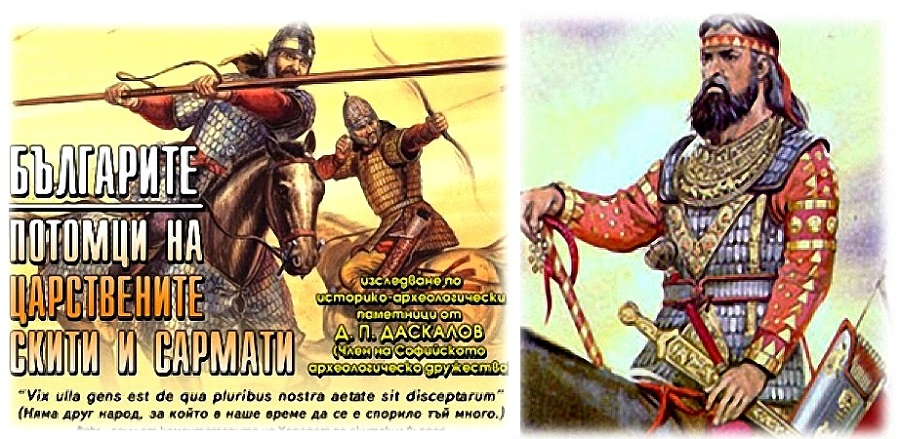 БЪЛГАРИТЕ
ПОТОМЦИ НА
ЦАРСТВЕНИТЕ
СКИТИ И САРМАТИ
изследване по
историко-археологически
паметници от
Д. П. ДАСКАЛОВ
(Член на Софийското
археологическо дружество
"Vix ulla gens est de qua pluribus nostra aetate sit disceptarum"
(Няма друг народ, за който в наше време да се е спорило тъй много.)